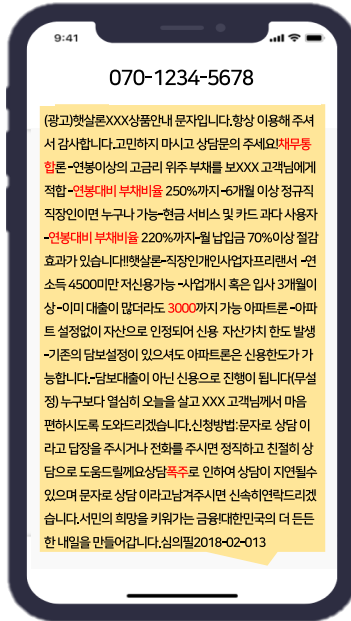 9:41
070-1234-5678
(광고)햇살론XXX상품안내 문자입니다.항상 이용해 주셔
서 감사합니다.고민하지 마시고 상담문의 주세요!채무통
합론-연봉이상의 고금리 위주 부채를 보XXX 고객님에게
적합-연봉대비 부채비율 250%까지-6개월 이상 정규직
직장인이면 누구나 가능-현금 서비스 및 카드 과다 사용자
-연봉대비 부채비율 220%까지-월 납입금 70%이상 절감
효과가 있습니다!!햇살론-직장인개인사업자프리랜서 -연
소득 4500미만 저신용가능 -사업개시 혹은 입사 3개월이
상-이미 대출이 많더라도 3000까지 가능 아파트론-아파
트 설정없이 자산으로 인정되어 신용 자산가치 한도 발생
-기존의 담보설정이 있으셔도 아파트론은 신용한도가 가
능합니다.-담보대출이 아닌 신용으로 진행이 됩니다(무설
정) 누구보다 열심히 오늘을 살고 XXX 고객님께서 마음
편하시도록 도와드리겠습니다.신청방법:문자로 상담 이
라고 답장을 주시거나 전화를 주시면 정직하고 친절히 상
담으로 도움드릴께요상담폭주로 인하여 상담이 지연될수
있으며 문자로 상담 이라고남겨주시면 신속히연락드리겠
습니다.서민의 희망을 키워가는 금융!대한민국의 더 든든
한 내일을 만들어갑니다.심의필2018-02-013